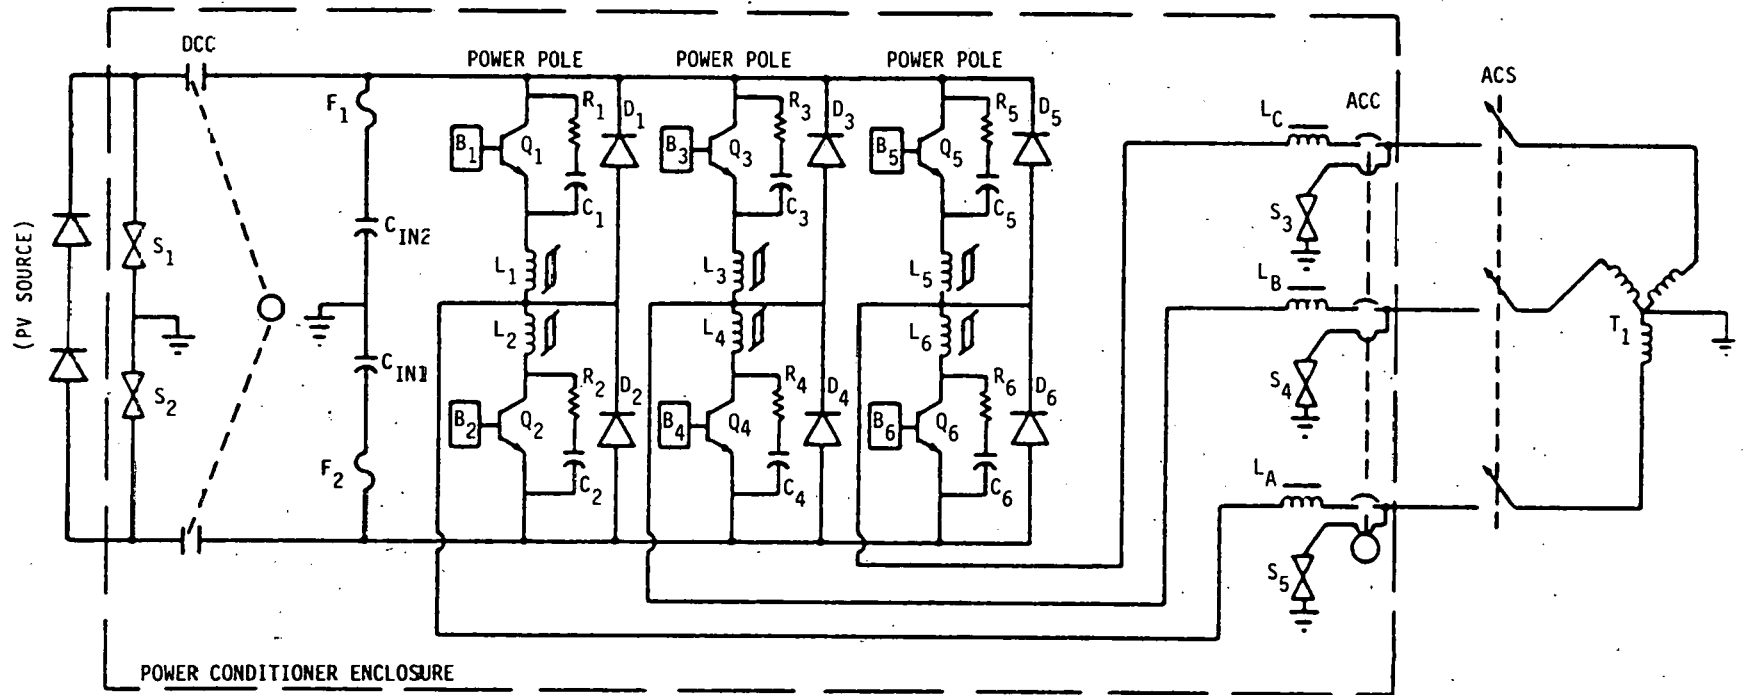 DCC
POWER POLE
POWER POLE
POWER POLE
ACS
ACC
F1
R1
D1
R3
D3
R5
D5
LC
B1
Q1
B3
Q3
B5
Q5
C1
C3
C5
S3
(PV SOURCE)
S1
CIN2
L1
L3
L5
LB
L2
L4
L6
T1
CIN1
S2
R2
D2
R4
D4
R6
D6
S4
B2
Q2
B4
Q4
B6
Q6
F2
C2
C4
C6
LA
S5
POWER CONDITIONER ENCLOSURE